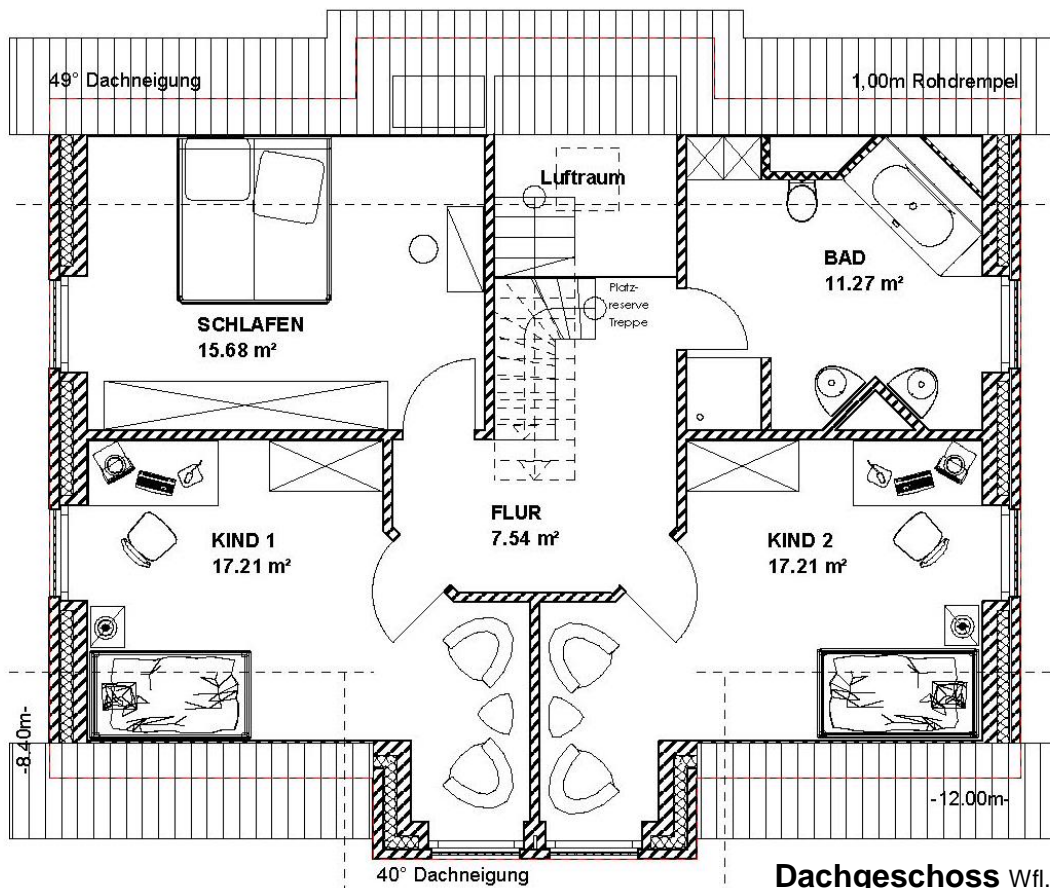 49° Dachneigung
1,00m Rohdrempel
Luftraum
BAD
11.27 m²
Platz-
reserve
Treppe
SCHLAFEN
15.68 m²
FLUR
7.54 m²
KIND 1
17.21 m²
KIND 2
17.21 m²
-8.40m-
-12.00m-
40° Dachneigung
Dachgeschoss Wfl.